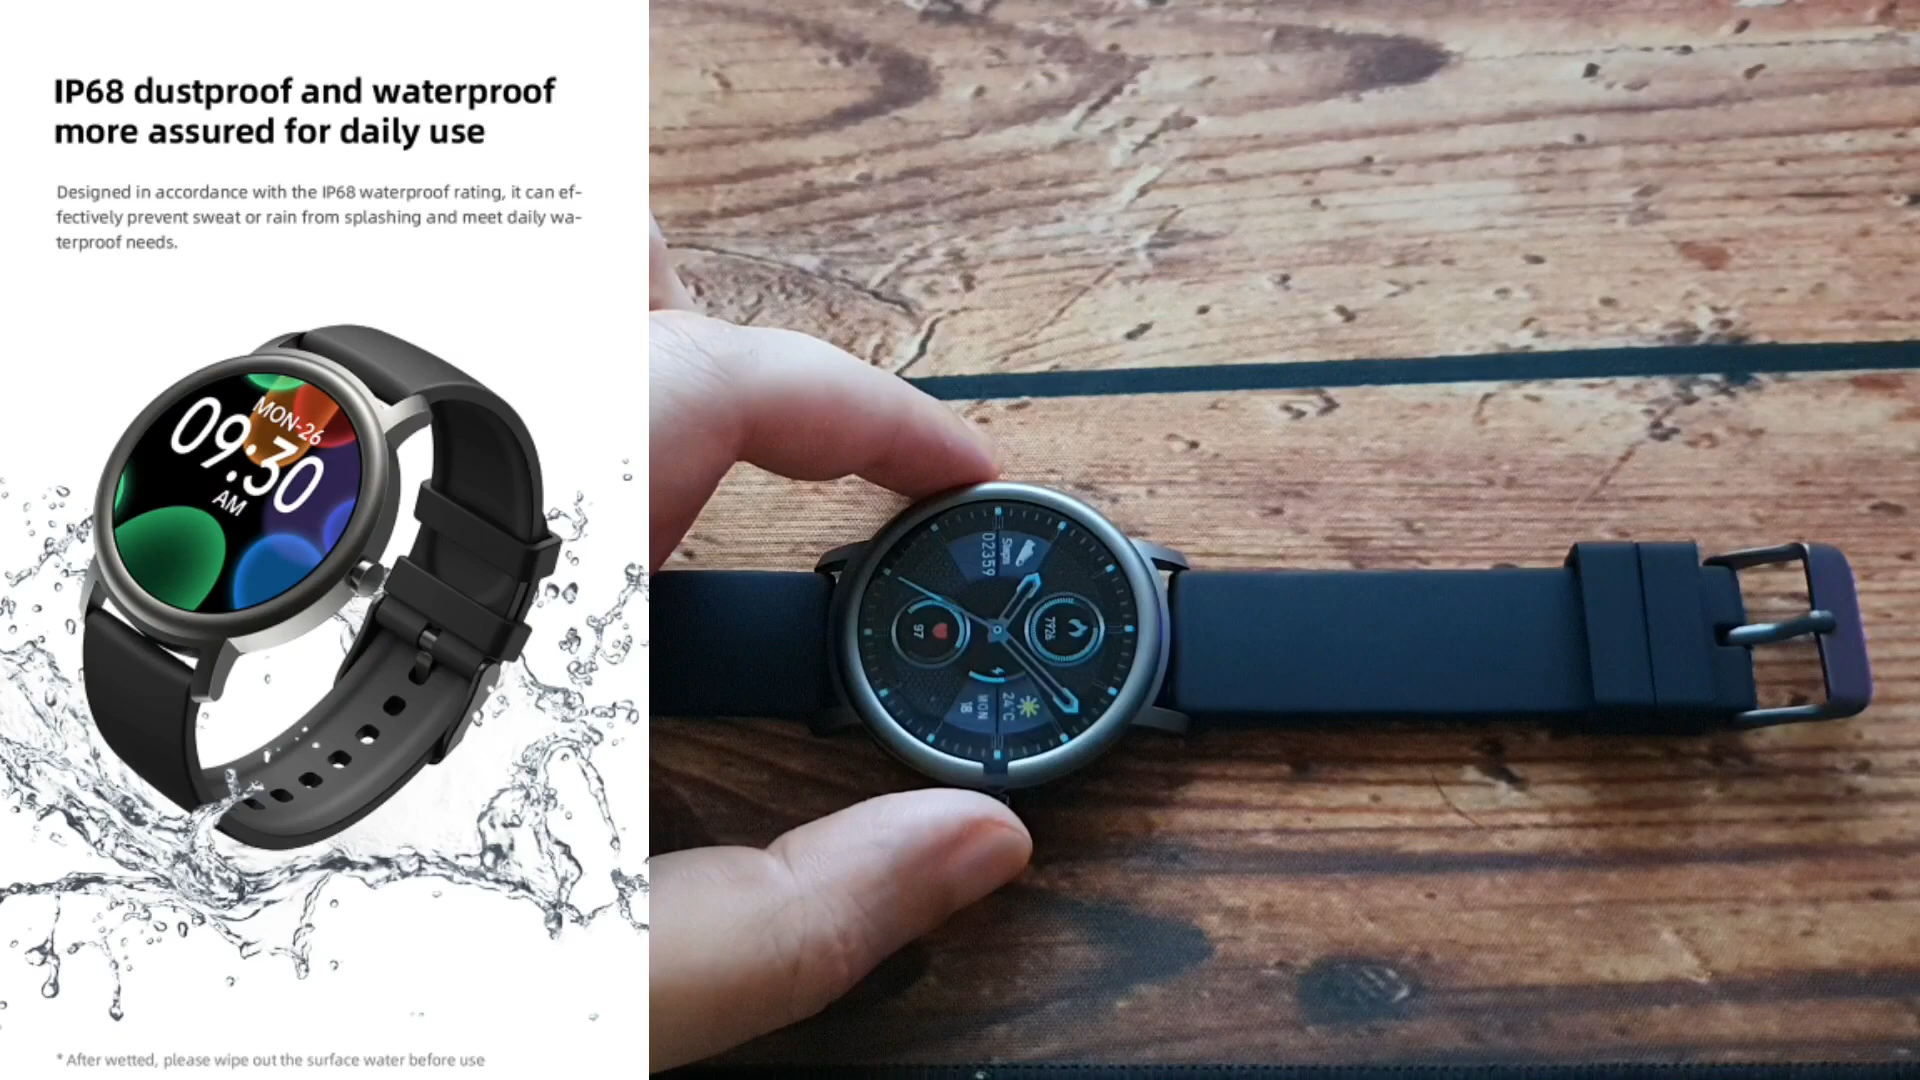 IP68 dustproof and waterproof
more assured for daily use
Designed in accordance with the IP68 waterproof rating, it can ef-
fectively prevent sweat or rain from splashing and meet daily wa-
terproof needs.
MON-26
09:30
AM
* After wetted, please wipe out the surface water before use
Steps
02359
97
7926
24°C
MON
18